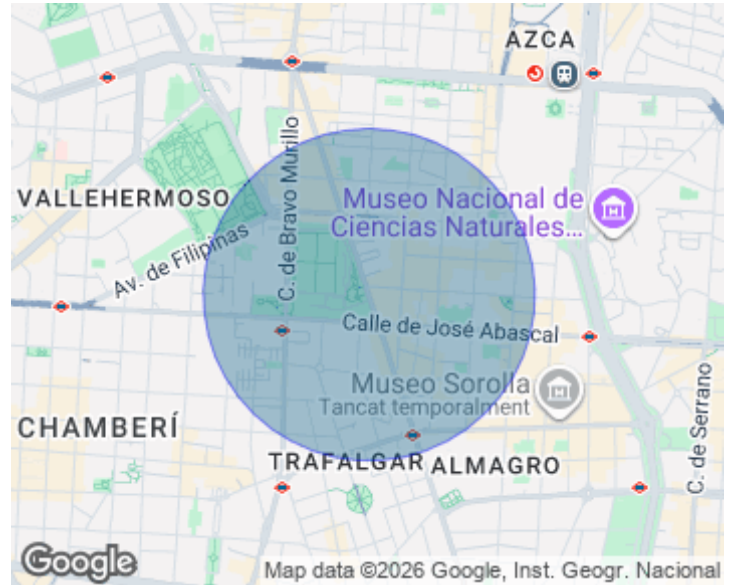 AZCA
VALLEHERMOSO
C. de Bravo Murillo
Museo Nacional de
Ciencias Naturales...
Av. de Filipinas
Calle de José Abascal
Museo Sorolla
Tancat temporalment
C. de Serrano
CHAMBERÍ
TRAFALGAR
ALMAGRO
Google
Map data ©2026 Google, Inst. Geogr. Nacional